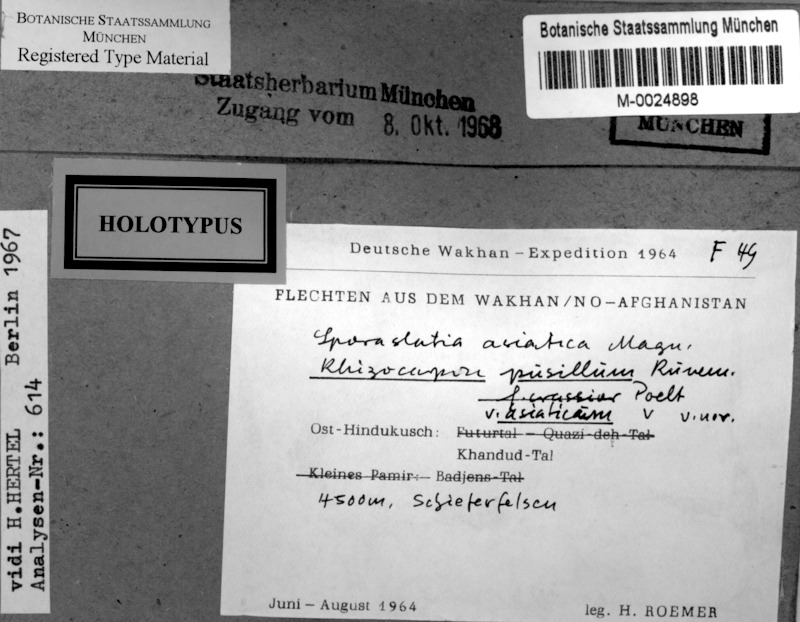 BOTANISCHE STAATSSAMMLUNG
MÜNCHEN
Registered Type Material
Botanische Staatssammlung München
M-0024898
Staatsherbarium München
Zugang vom 8. Okt. 1968
MÜNCHEN
HOLOTYPUS
vidi H.HERTEL Berlin 1967
Analysen-Nr.: 614
Deutsche Wakhan - Expedition 1964 F 49
FLECHTEN AUS DEM WAKHAN/NO-AFGHANISTAN
Sporastatia asiatica Magn.
Rhizocarpon pusillum Runem.
f. crassior Poelt
v. asiaticum v v. nov.
Ost-Hindukusch: Futurtal - Quazi-deh-Tal
Khandud-Tal
Kleines Pamir: Badjens-Tal
4500m, Schieferfelsen
Juni - August 1964 leg. H. ROEMER